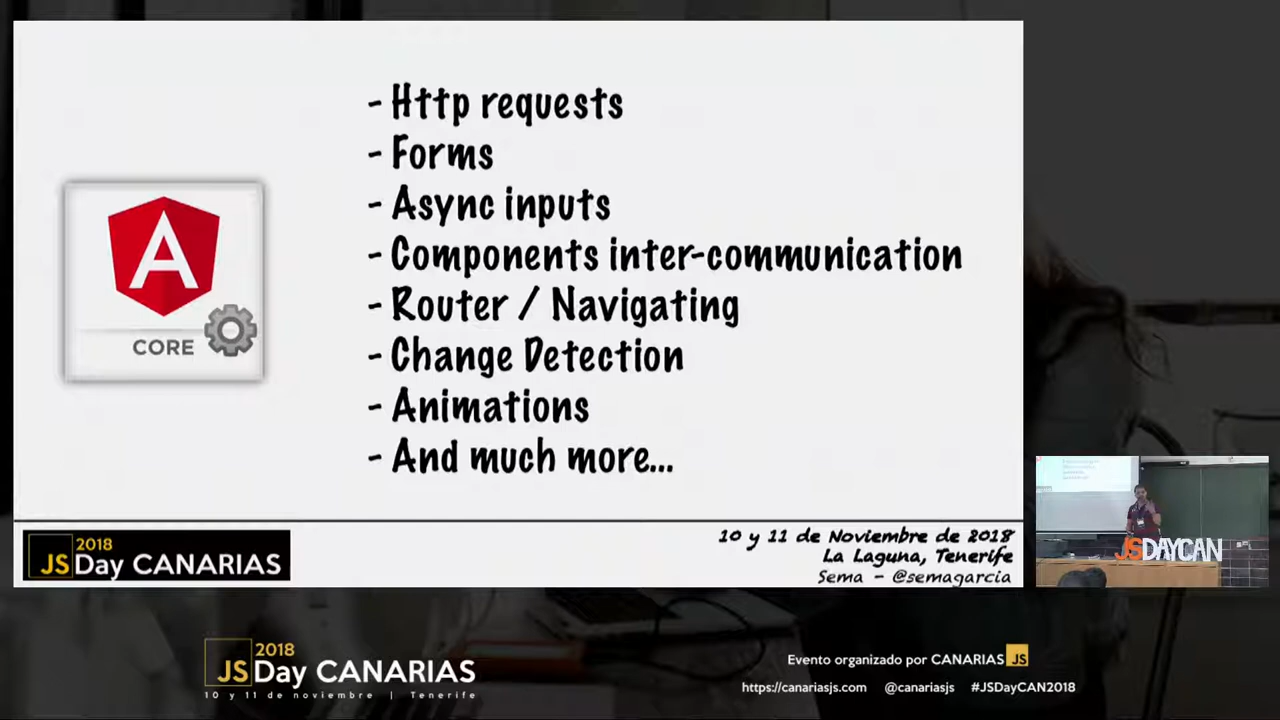 - Http requests
- Forms
- Async inputs
- Components inter-communication
- Router / Navigating
- Change Detection
- Animations
- And much more...
A
CORE
2018
JS Day CANARIAS
10 y 11 de Noviembre de 2018
La Laguna, Tenerife
Sema - @semagarcia
JSDAYCAN
2018
JS Day CANARIAS
10 y 11 de noviembre | Tenerife
Evento organizado por CANARIAS JS
https://canariasjs.com @canariasjs #JSDayCAN2018